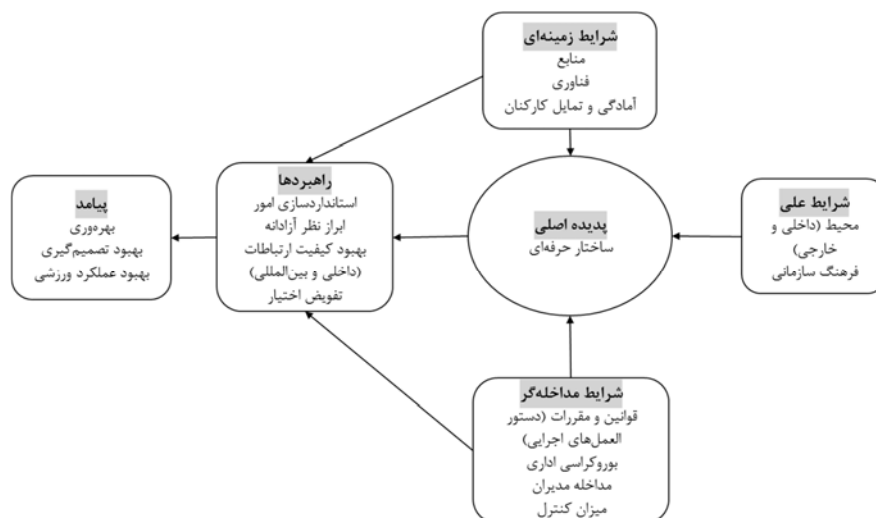 شرایط زمینه‌ای
منابع
فناوری
آمادگی و تمایل کارکنان
شرایط علی
محیط (داخلی و
خارجی)
فرهنگ سازمانی
پدیده اصلی
ساختار حرفه‌ای
راهبردها
استانداردسازی امور
ابراز نظر آزادانه
بهبود کیفیت ارتباطات
(داخلی و بین‌المللی)
تفویض اختیار
پیامد
بهره‌وری
بهبود تصمیم‌گیری
بهبود عملکرد ورزشی
شرایط مداخله‌گر
قوانین و مقررات (دستور
العمل‌های اجرایی)
بوروکراسی اداری
مداخله مدیران
میزان کنترل